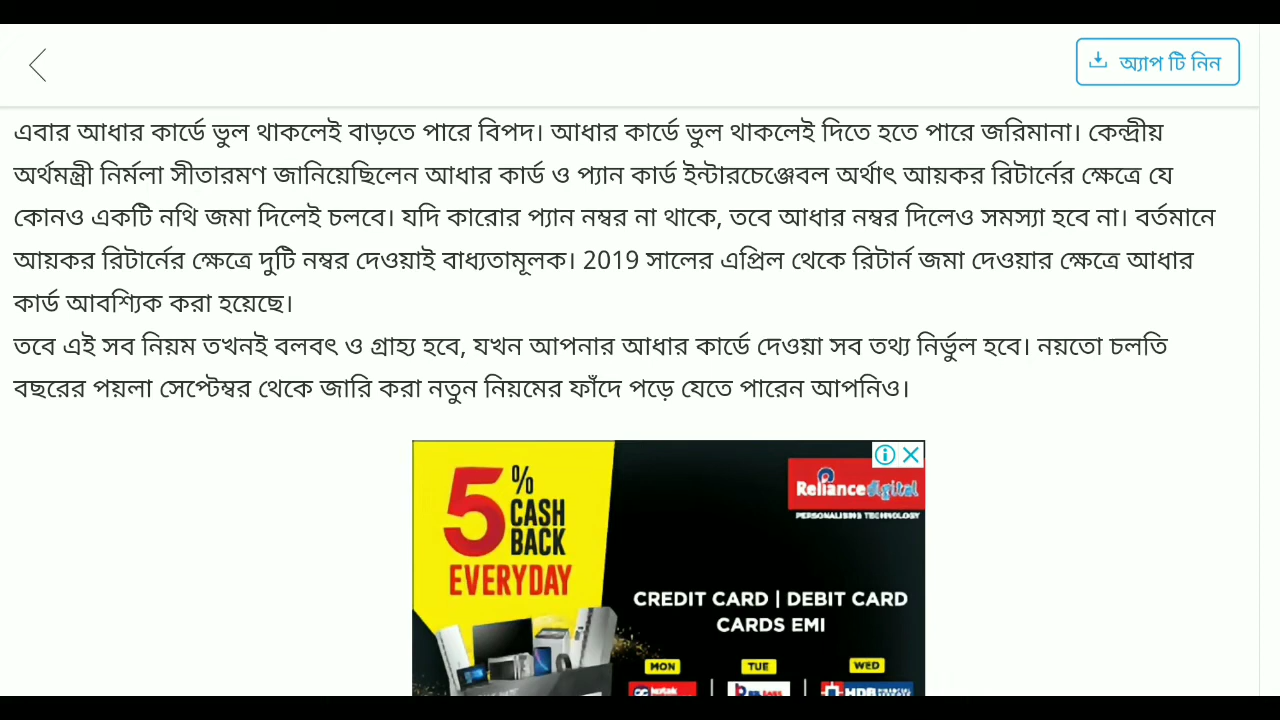 অ্যাপ টি নিন
এবার আধার কার্ডে ভুল থাকলেই বাড়তে পারে বিপদ। আধার কার্ডে ভুল থাকলেই দিতে হতে পারে জরিমানা। কেন্দ্রীয়
অর্থমন্ত্রী নির্মলা সীতারমণ জানিয়েছিলেন আধার কার্ড ও প্যান কার্ড ইন্টারচেঞ্জেবল অর্থাৎ আয়কর রিটার্নের ক্ষেত্রে যে
কোনও একটি নথি জমা দিলেই চলবে। যদি কারোর প্যান নম্বর না থাকে, তবে আধার নম্বর দিলেও সমস্যা হবে না। বর্তমানে
আয়কর রিটার্নের ক্ষেত্রে দুটি নম্বর দেওয়াই বাধ্যতামূলক। 2019 সালের এপ্রিল থেকে রিটার্ন জমা দেওয়ার ক্ষেত্রে আধার
কার্ড আবশ্যিক করা হয়েছে।
তবে এই সব নিয়ম তখনই বলবৎ ও গ্রাহ্য হবে, যখন আপনার আধার কার্ডে দেওয়া সব তথ্য নির্ভুল হবে। নয়তো চলতি
বছরের পয়লা সেপ্টেম্বর থেকে জারি করা নতুন নিয়মের ফাঁদে পড়ে যেতে পারেন আপনিও।
5% CASH
BACK
EVERYDAY
Reliance digital
PERSONALISING TECHNOLOGY
CREDIT CARD | DEBIT CARD
CARDS EMI
MON TUE WED